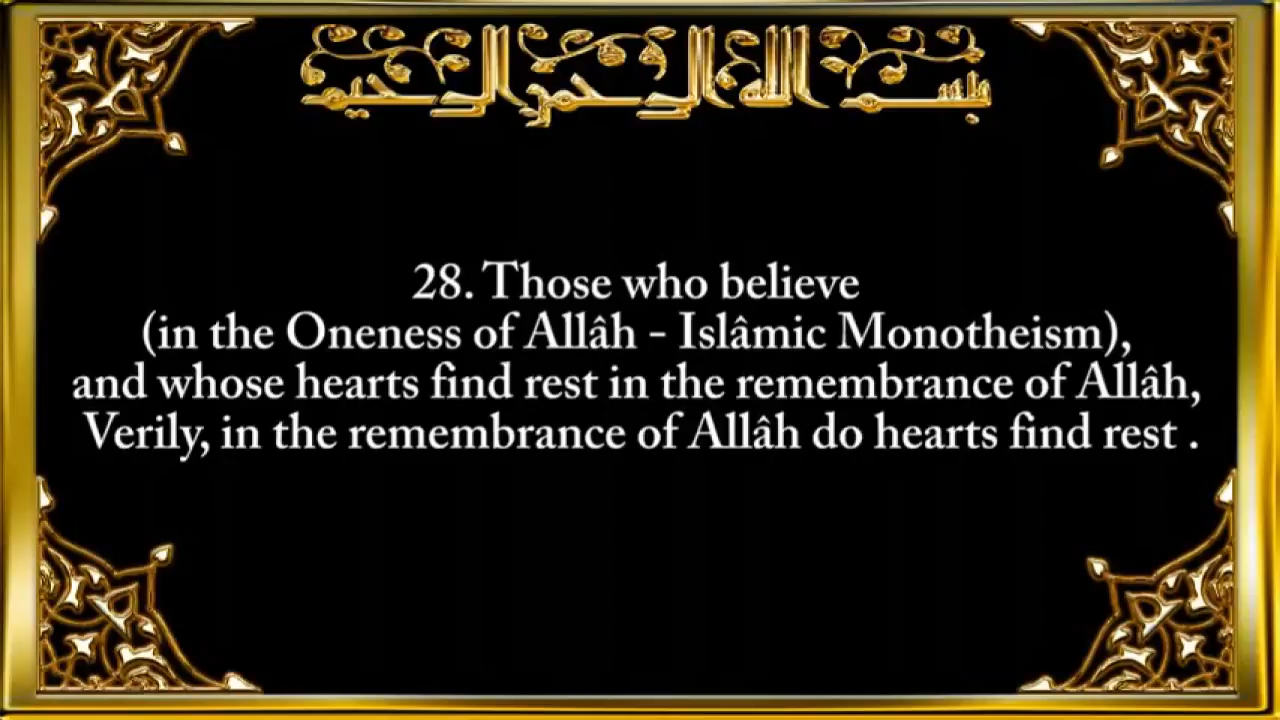 بسم الله الرحمن الرحيم
28. Those who believe
(in the Oneness of Allâh - Islâmic Monotheism),
and whose hearts find rest in the remembrance of Allâh,
Verily, in the remembrance of Allâh do hearts find rest .